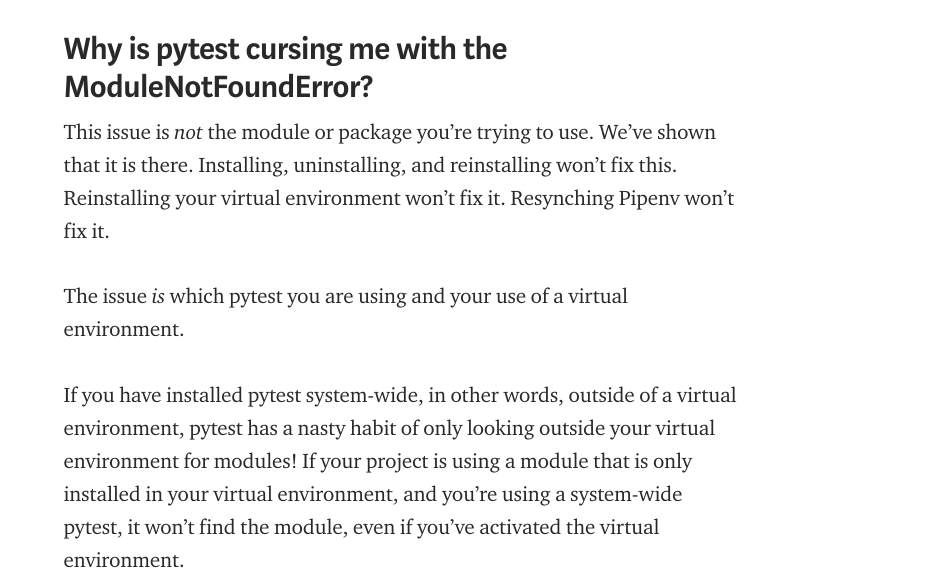 Why is pytest cursing me with the
ModuleNotFoundError?
This issue is not the module or package you’re trying to use. We’ve shown
that it is there. Installing, uninstalling, and reinstalling won’t fix this.
Reinstalling your virtual environment won’t fix it. Resynching Pipenv won’t
fix it.
The issue is which pytest you are using and your use of a virtual
environment.
If you have installed pytest system-wide, in other words, outside of a virtual
environment, pytest has a nasty habit of only looking outside your virtual
environment for modules! If your project is using a module that is only
installed in your virtual environment, and you’re using a system-wide
pytest, it won’t find the module, even if you’ve activated the virtual
environment.